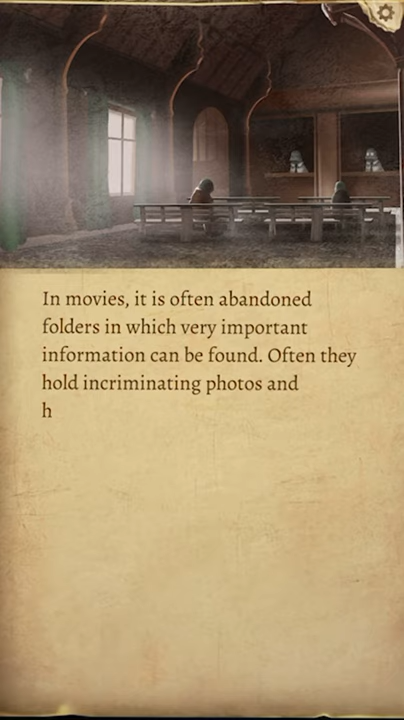 In movies, it is often abandoned
folders in which very important
information can be found. Often they
hold incriminating photos and
h